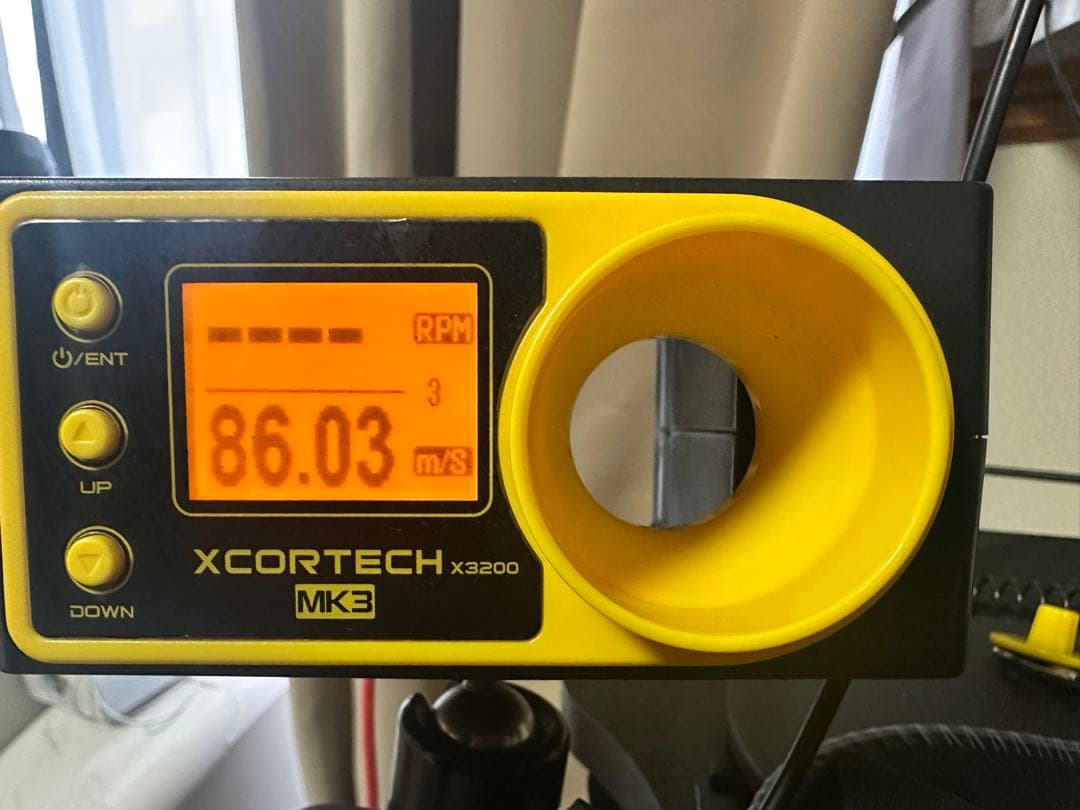 ⏻/ENT
UP
DOWN
---- RPM
3
86.03 m/S
XCORTECH X3200
MK3